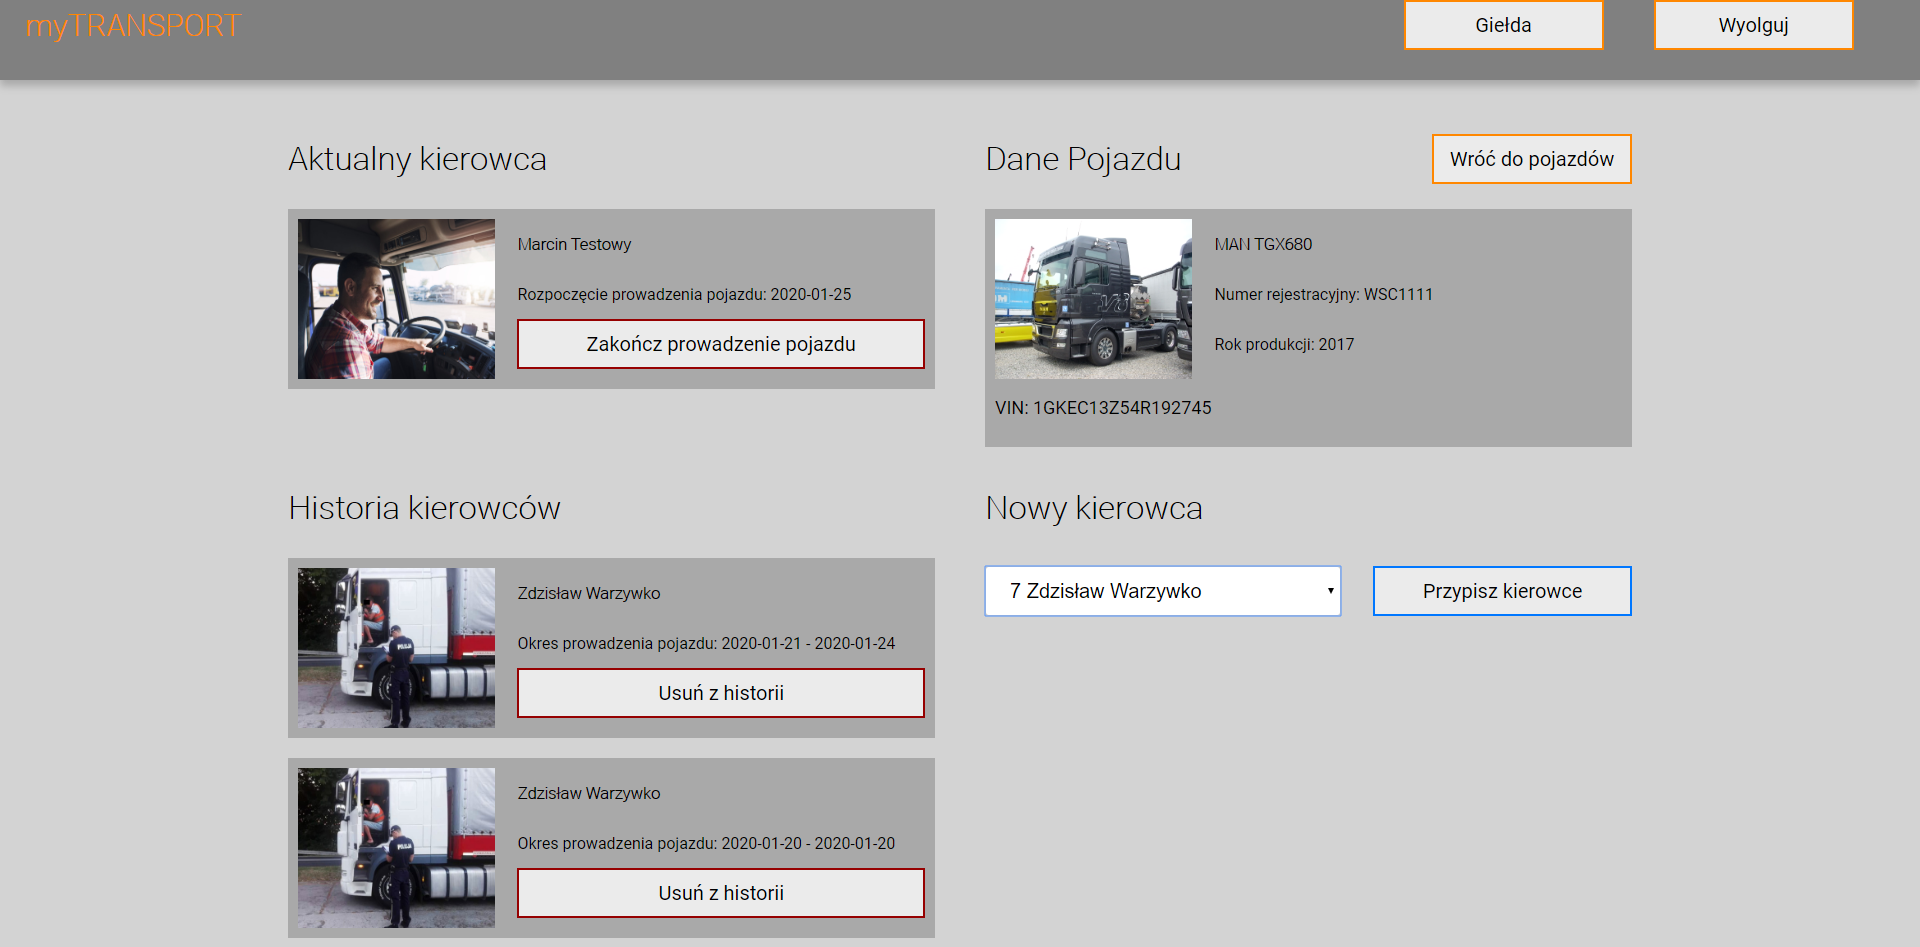 myTRANSPORT
Giełda
Wyolguj
Aktualny kierowca
Marcin Testowy
Rozpoczęcie prowadzenia pojazdu: 2020-01-25
Zakończ prowadzenie pojazdu
Dane Pojazdu
Wróć do pojazdów
MAN TGX680
Numer rejestracyjny: WSC1111
Rok produkcji: 2017
VIN: 1GKEC13Z54R192745
Historia kierowców
Zdzisław Warzywko
Okres prowadzenia pojazdu: 2020-01-21 - 2020-01-24
Usuń z historii
Zdzisław Warzywko
Okres prowadzenia pojazdu: 2020-01-20 - 2020-01-20
Usuń z historii
Nowy kierowca
7 Zdzisław Warzywko
Przypisz kierowce